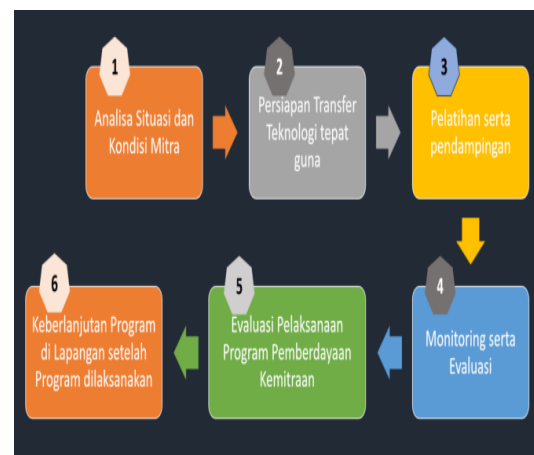 1
Analisa Situasi dan
Kondisi Mitra
2
Persiapan Transfer
Teknologi tepat
guna
3
Pelatihan serta
pendampingan
4
Monitoring serta
Evaluasi
5
Evaluasi Pelaksanaan
Program Pemberdayaan
Kemitraan
6
Keberlanjutan Program
di Lapangan setelah
Program dilaksanakan